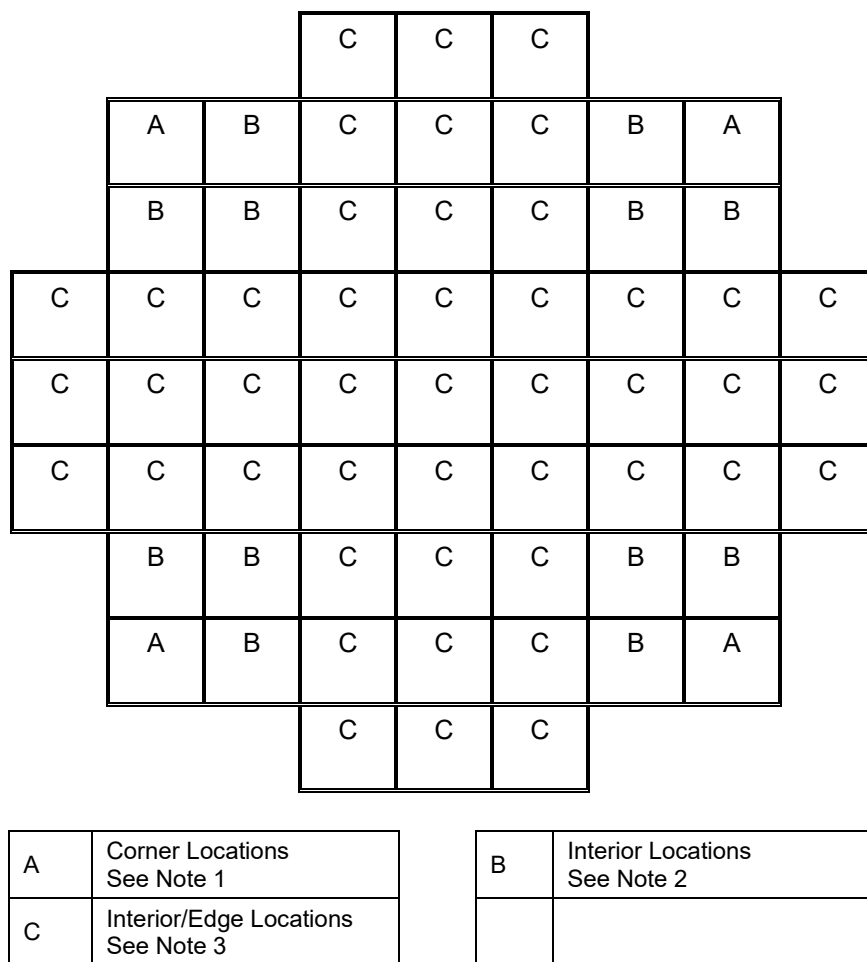 C C C
A B C C C B A
B B C C C B B
C C C C C C C C C
C C C C C C C C C
C C C C C C C C C
B B C C C B B
A B C C C B A
C C C
A Corner Locations
See Note 1
B Interior Locations
See Note 2
C Interior/Edge Locations
See Note 3